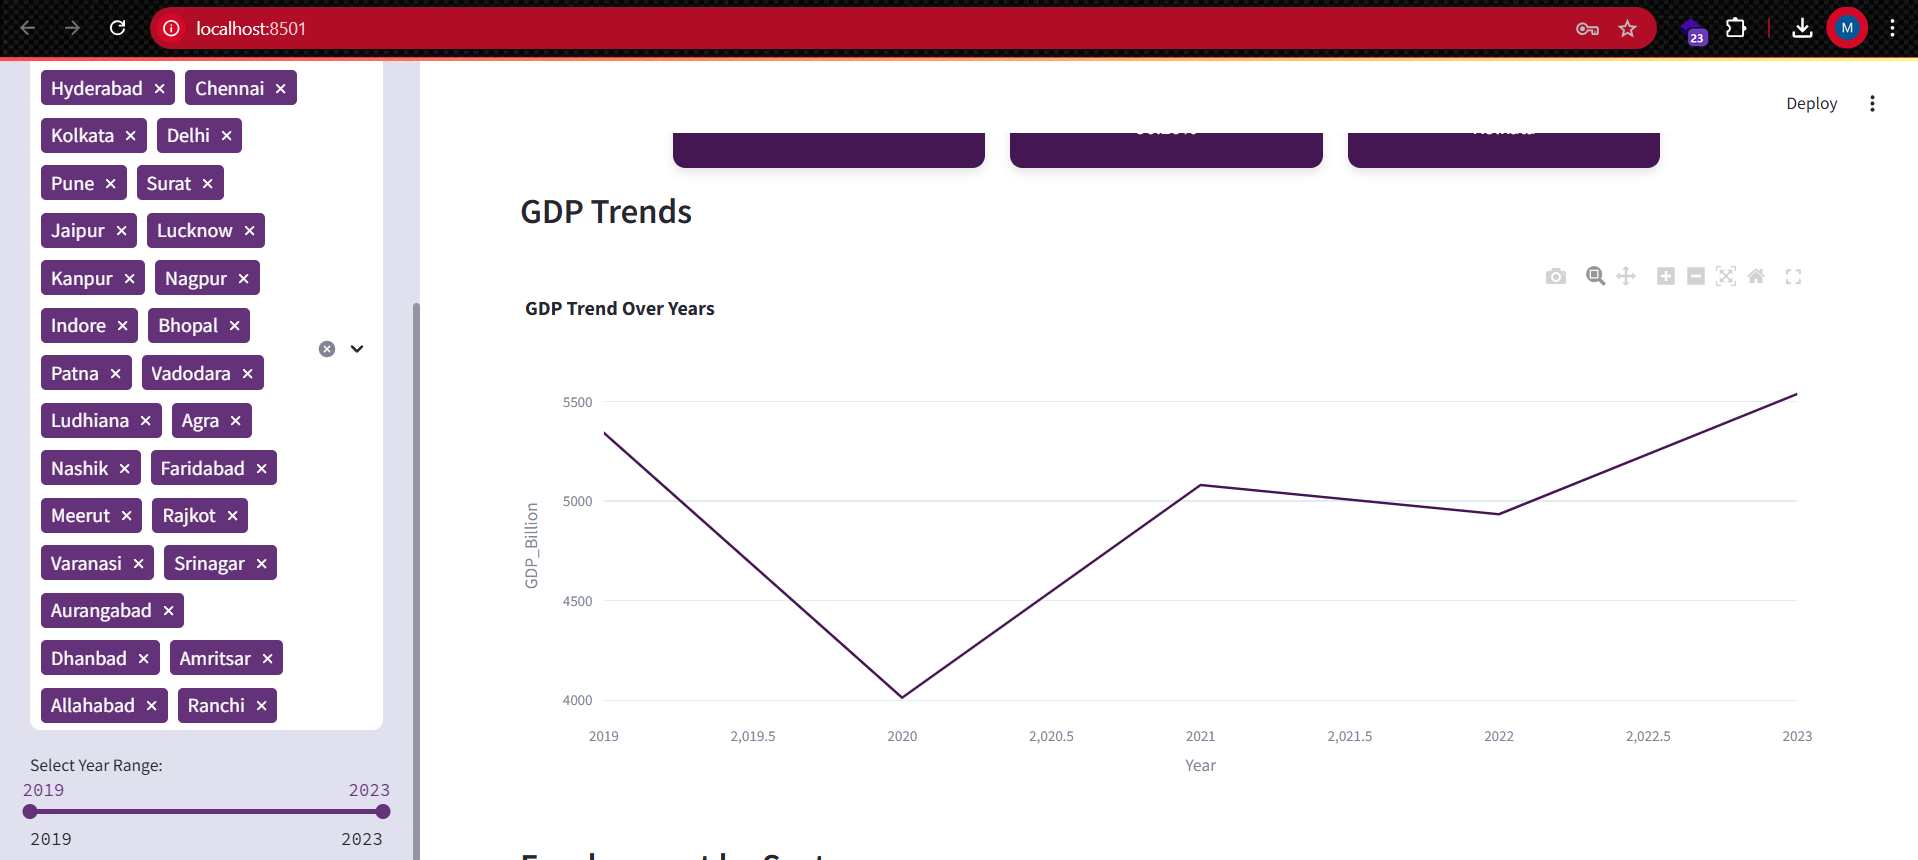 localhost:8501
23
M
Deploy
Hyderabad × Chennai ×
Kolkata × Delhi ×
Pune × Surat ×
Jaipur × Lucknow ×
Kanpur × Nagpur ×
Indore × Bhopal ×
Patna × Vadodara ×
Ludhiana × Agra ×
Nashik × Faridabad ×
Meerut × Rajkot ×
Varanasi × Srinagar ×
Aurangabad ×
Dhanbad × Amritsar ×
Allahabad × Ranchi ×
Select Year Range:
2019 2023
2019 2023
GDP Trends
GDP Trend Over Years
GDP_Billion
5500
5000
4500
4000
2019 2,019.5 2020 2,020.5 2021 2,021.5 2022 2,022.5 2023
Year